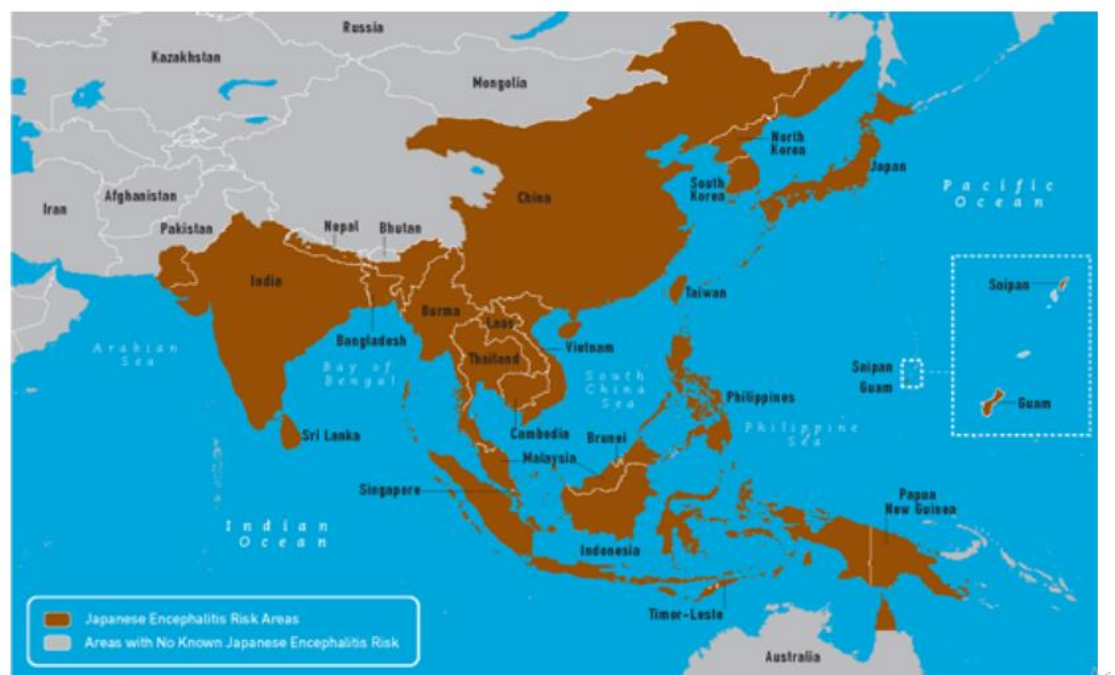 Russia
Kazakhstan
Mongolia
North
Korea
Japan
South
Korea
China
Pacific
Ocean
Afghanistan
Iran
Pakistan
Nepal
Bhutan
India
Saipan
Taiwan
Burma
Laos
Bangladesh
Vietnam
Arabian
Sea
Thailand
Bay of
Bengal
South
China
Sea
Saipan
Guam
Philippines
Guam
Philippine
Sea
Sri Lanka
Cambodia
Brunei
Malaysia
Singapore
Papua
New Guinea
Indian
Ocean
Indonesia
Timor-Leste
Australia
Japanese Encephalitis Risk Areas
Areas with No Known Japanese Encephalitis Risk